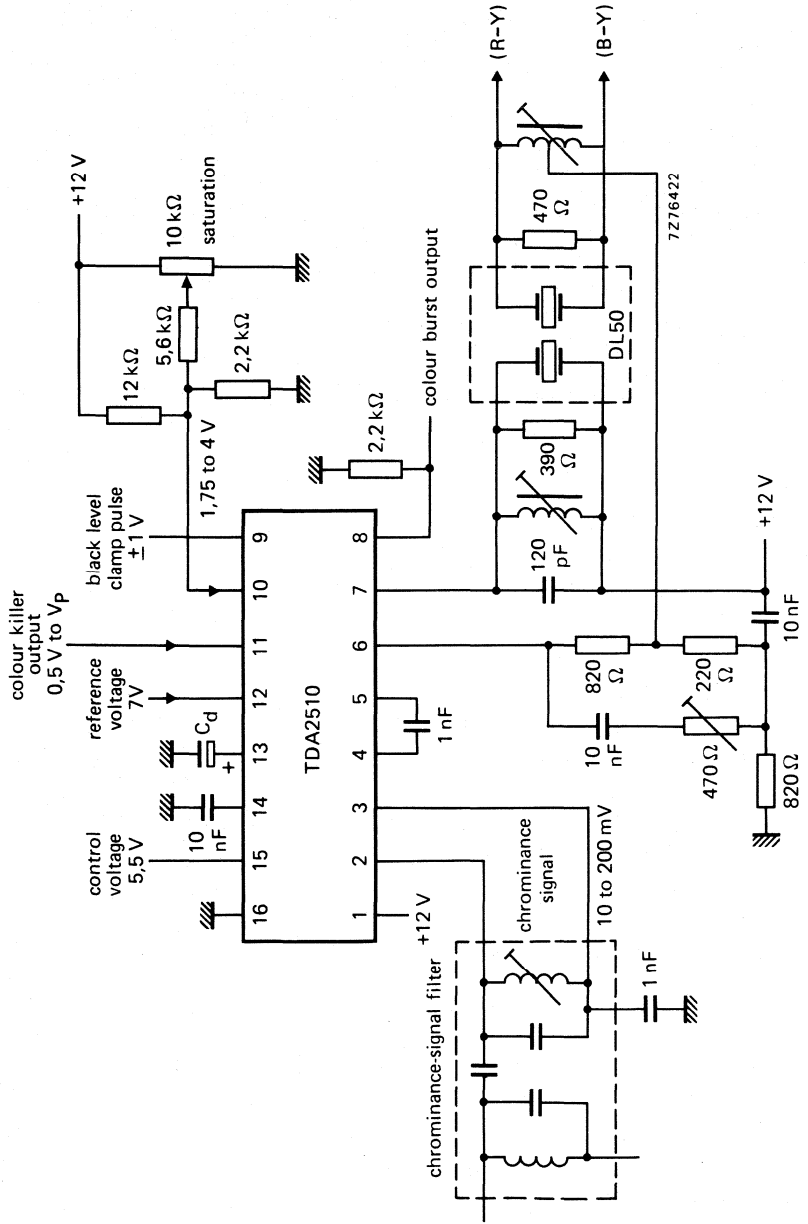 +12 V
10 kΩ
saturation
12 kΩ
5,6 kΩ
2,2 kΩ
1,75 to 4 V
black level
clamp pulse
± 1 V
colour killer
output
0,5 V to VP
reference
voltage
7V
Cd
+
10
nF
control
voltage
5,5 V
16
15
14
13
12
11
10
9
TDA2510
1
2
3
4
5
6
7
8
+12 V
1 nF
2,2 kΩ
colour burst output
(R–Y)
(B–Y)
470
Ω
DL50
390
Ω
120
pF
7Z76422
820
Ω
220
Ω
10
nF
470 Ω
820 Ω
10 nF
+12 V
chrominance-signal filter
chrominance
signal
10 to 200 mV
1 nF